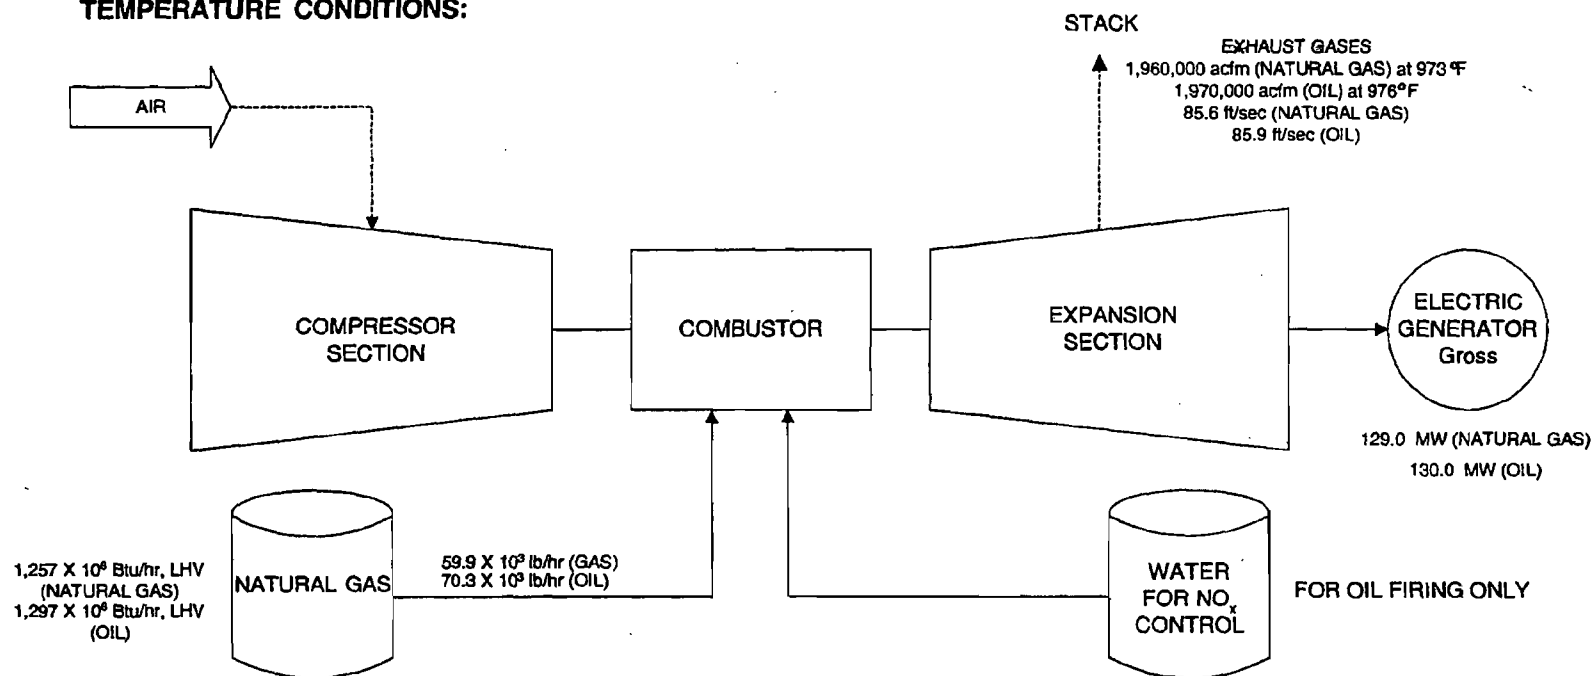 TEMPERATURE CONDITIONS:
STACK
EXHAUST GASES
1,960,000 acfm (NATURAL GAS) at 973 °F
1,970,000 acfm (OIL) at 976°F
85.6 ft/sec (NATURAL GAS)
85.9 ft/sec (OIL)
AIR
COMPRESSOR
SECTION
COMBUSTOR
EXPANSION
SECTION
ELECTRIC
GENERATOR
Gross
129.0 MW (NATURAL GAS)
130.0 MW (OIL)
1,257 X 10⁶ Btu/hr, LHV
(NATURAL GAS)
1,297 X 10⁶ Btu/hr, LHV
(OIL)
NATURAL GAS
59.9 X 10³ lb/hr (GAS)
70.3 X 10³ lb/hr (OIL)
WATER
FOR NOₓ
CONTROL
FOR OIL FIRING ONLY